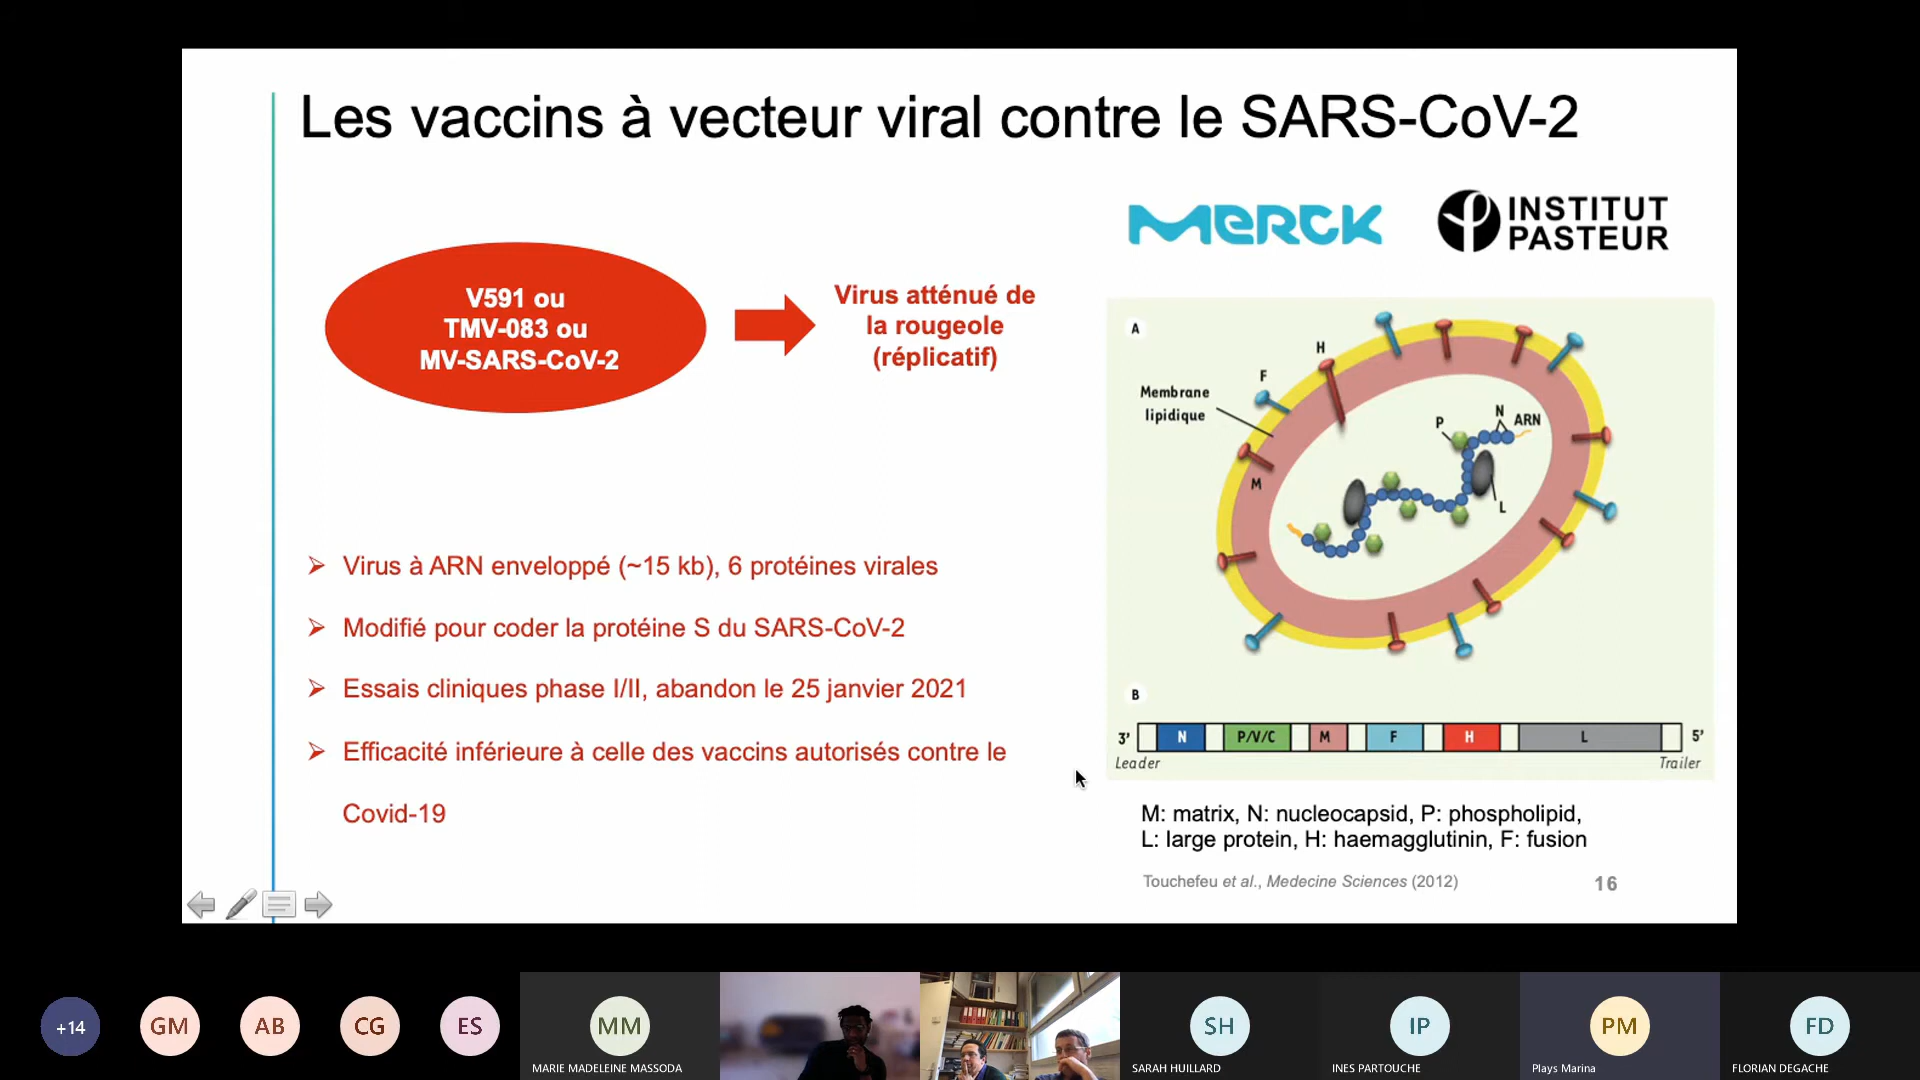 Les vaccins à vecteur viral contre le SARS-CoV-2
MERCK
INSTITUT
PASTEUR
V591 ou
TMV-083 ou
MV-SARS-CoV-2
Virus atténué de
la rougeole
(réplicatif)
A
H
F
Membrane
lipidique
P
N
ARN
M
L
Virus à ARN enveloppé (~15 kb), 6 protéines virales
Modifié pour coder la protéine S du SARS-CoV-2
Essais cliniques phase I/II, abandon le 25 janvier 2021
Efficacité inférieure à celle des vaccins autorisés contre le
Covid-19
B
3’ N P/V/C M F H L 5’
Leader Trailer
M: matrix, N: nucleocapsid, P: phospholipid,
L: large protein, H: haemagglutinin, F: fusion
Touchefeu et al., Medecine Sciences (2012)
16
+14 GM AB CG ES MM SH IP PM FD
MARIE MADELEINE MASSODA SARAH HUILLARD INES PARTOUCHE Plays Marina FLORIAN DEGACHE